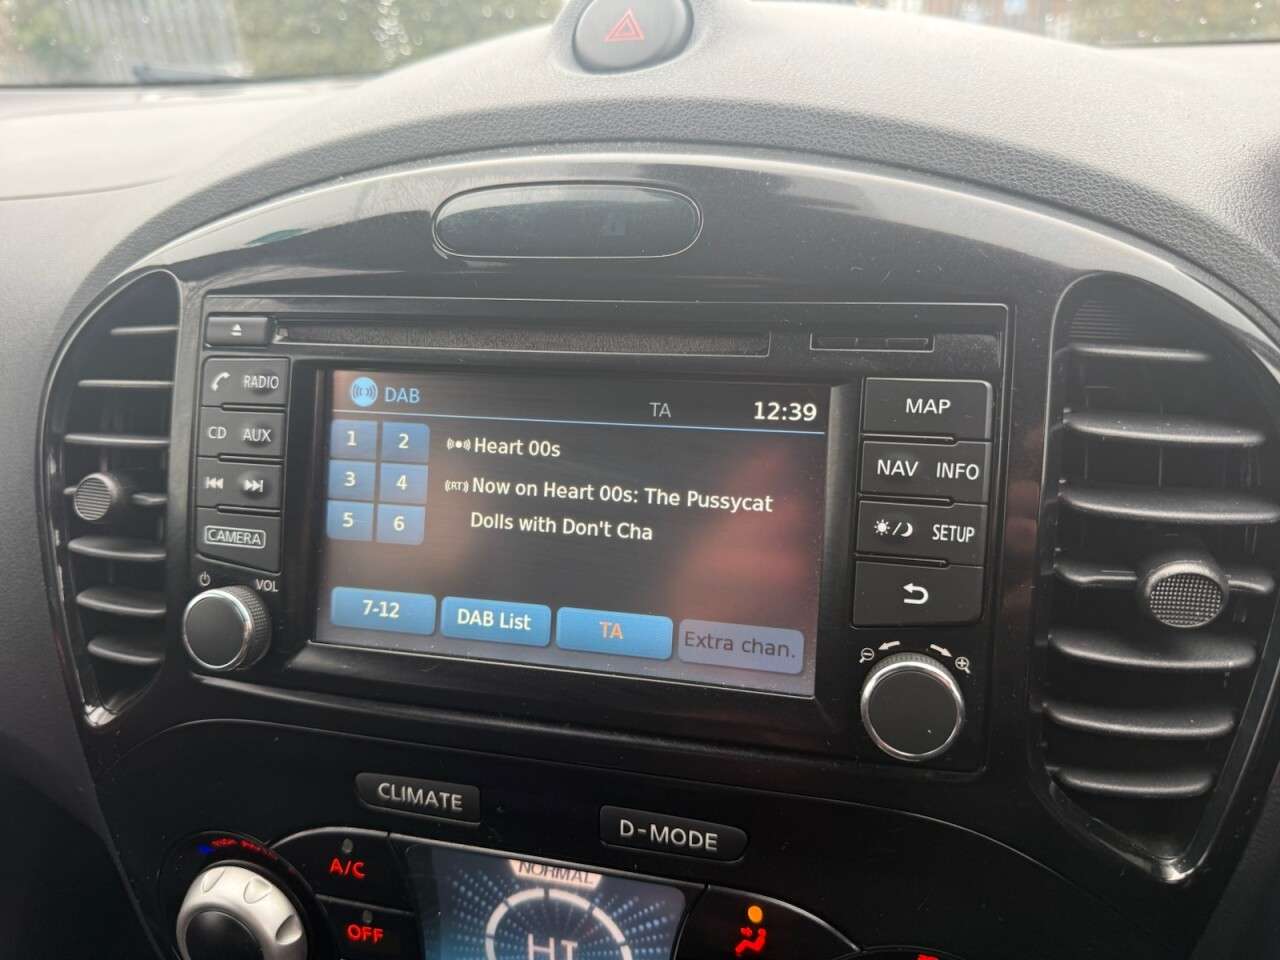 RADIO
CD AUX
CAMERA
VOL
DAB
TA
12:39
1 2
3 4
5 6
Heart 00s
(RT) Now on Heart 00s: The Pussycat
Dolls with Don't Cha
7-12
DAB List
TA
Extra chan.
MAP
NAV INFO
SETUP
CLIMATE
D-MODE
A/C
OFF
NORMAL
HI